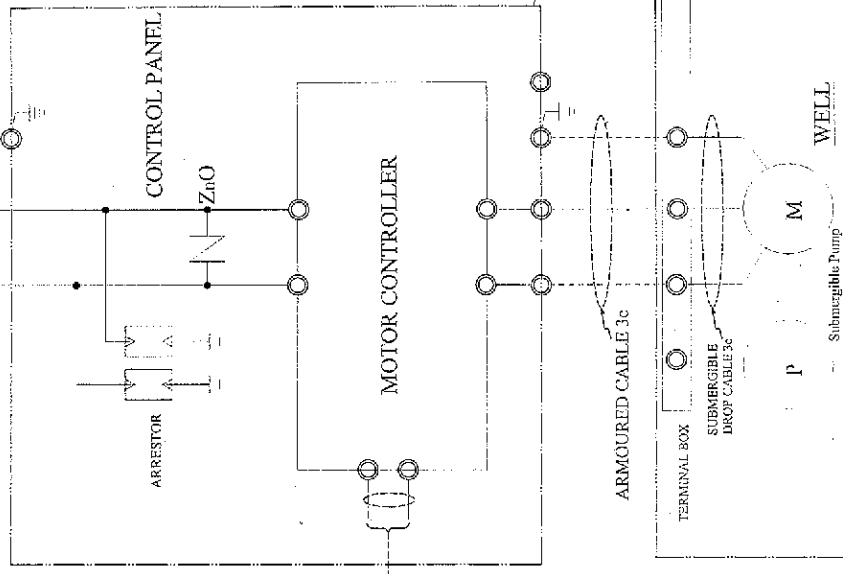 CONTROL PANEL
ZnO
MOTOR CONTROLLER
ARRESTOR
ARMOURED CABLE 3c
TERMINAL BOX
SUBMERGIBLE
DROP CABLE 3c
WELL
M
P
Submergible Pump